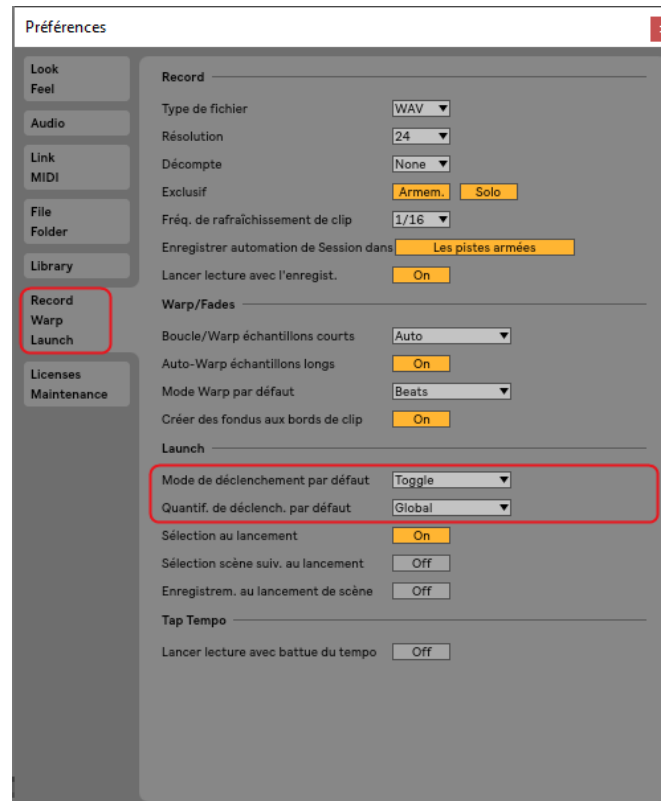 Préférences
Look
Feel
Audio
Link
MIDI
File
Folder
Library
Record
Warp
Launch
Licenses
Maintenance
Record
Type de fichier WAV
Résolution 24
Décompte None
Exclusif Armem. Solo
Fréq. de rafraîchissement de clip 1/16
Enregistrer automation de Session dans Les pistes armées
Lancer lecture avec l'enregist. On
Warp/Fades
Boucle/Warp échantillons courts Auto
Auto-Warp échantillons longs On
Mode Warp par défaut Beats
Créer des fondus aux bords de clip On
Launch
Mode de déclenchement par défaut Toggle
Quantif. de déclench. par défaut Global
Sélection au lancement On
Sélection scène suiv. au lancement Off
Enregistrem. au lancement de scène Off
Tap Tempo
Lancer lecture avec battue du tempo Off